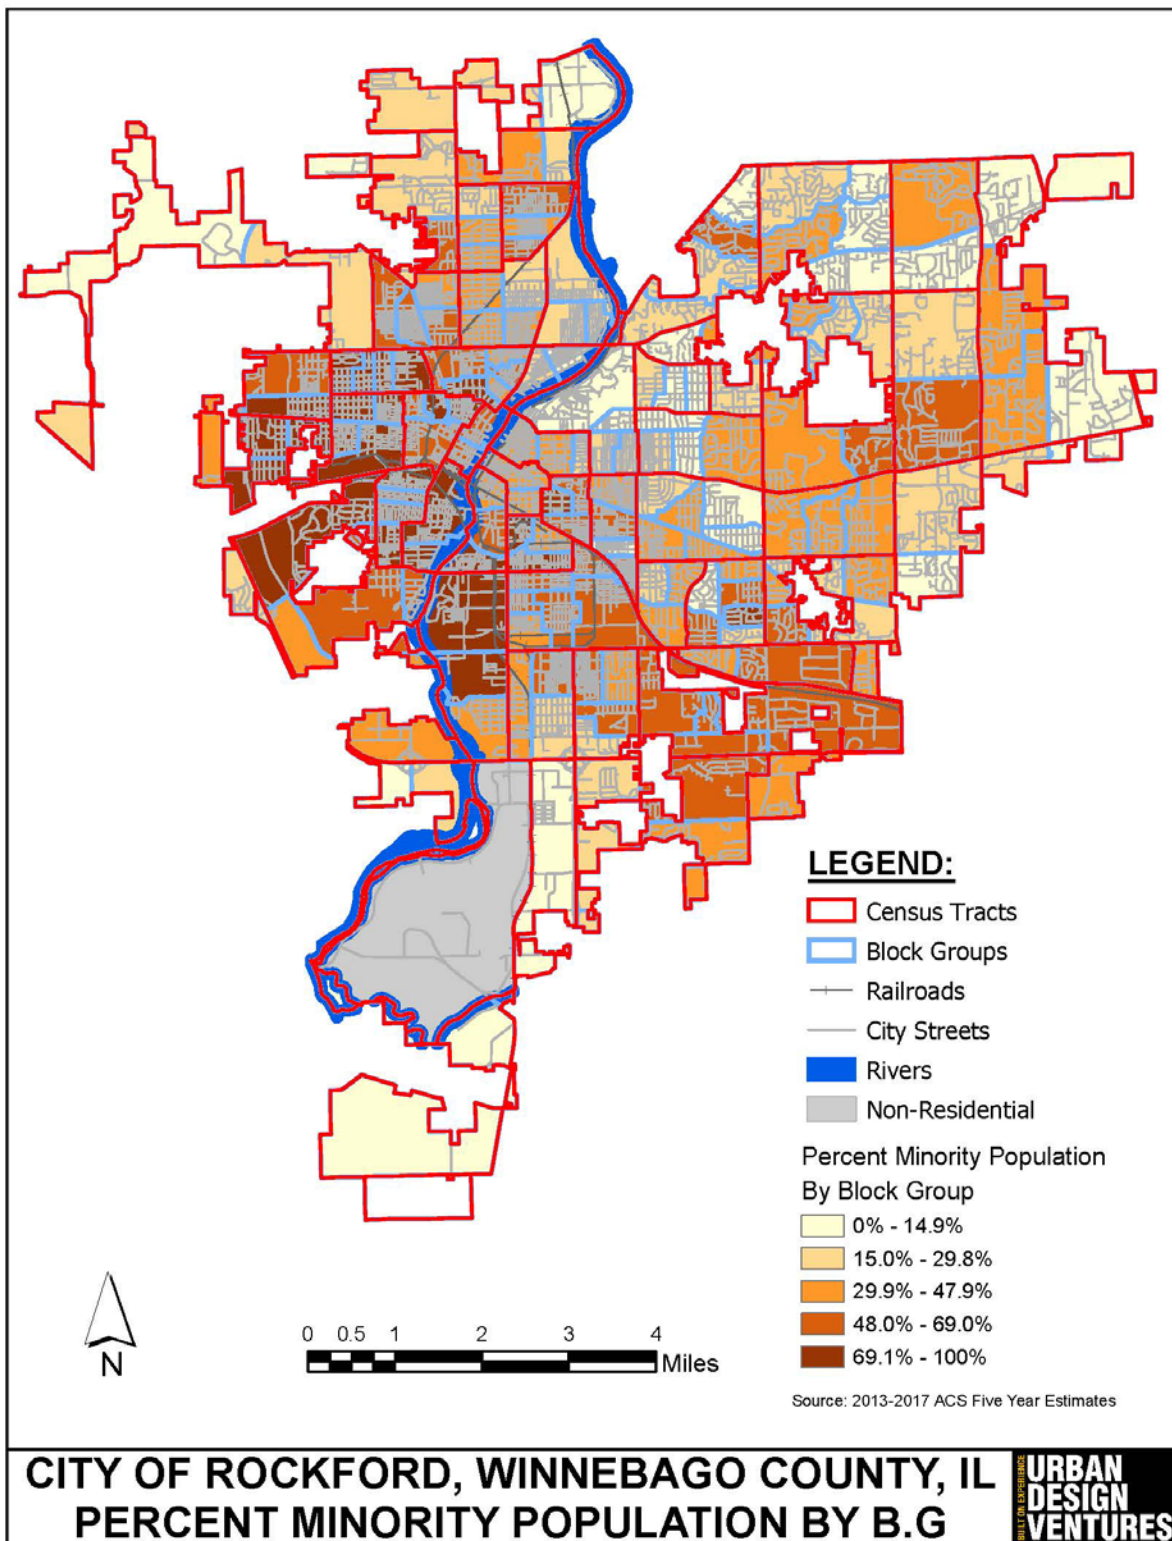 LEGEND:
Census Tracts
Block Groups
Railroads
City Streets
Rivers
Non-Residential
Percent Minority Population
By Block Group
0% - 14.9%
15.0% - 29.8%
29.9% - 47.9%
48.0% - 69.0%
69.1% - 100%
N
0 0.5 1 2 3 4
Miles
Source: 2013-2017 ACS Five Year Estimates
CITY OF ROCKFORD, WINNEBAGO COUNTY, IL
PERCENT MINORITY POPULATION BY B.G
BUILT ON EXPERIENCE
URBAN
DESIGN
VENTURES